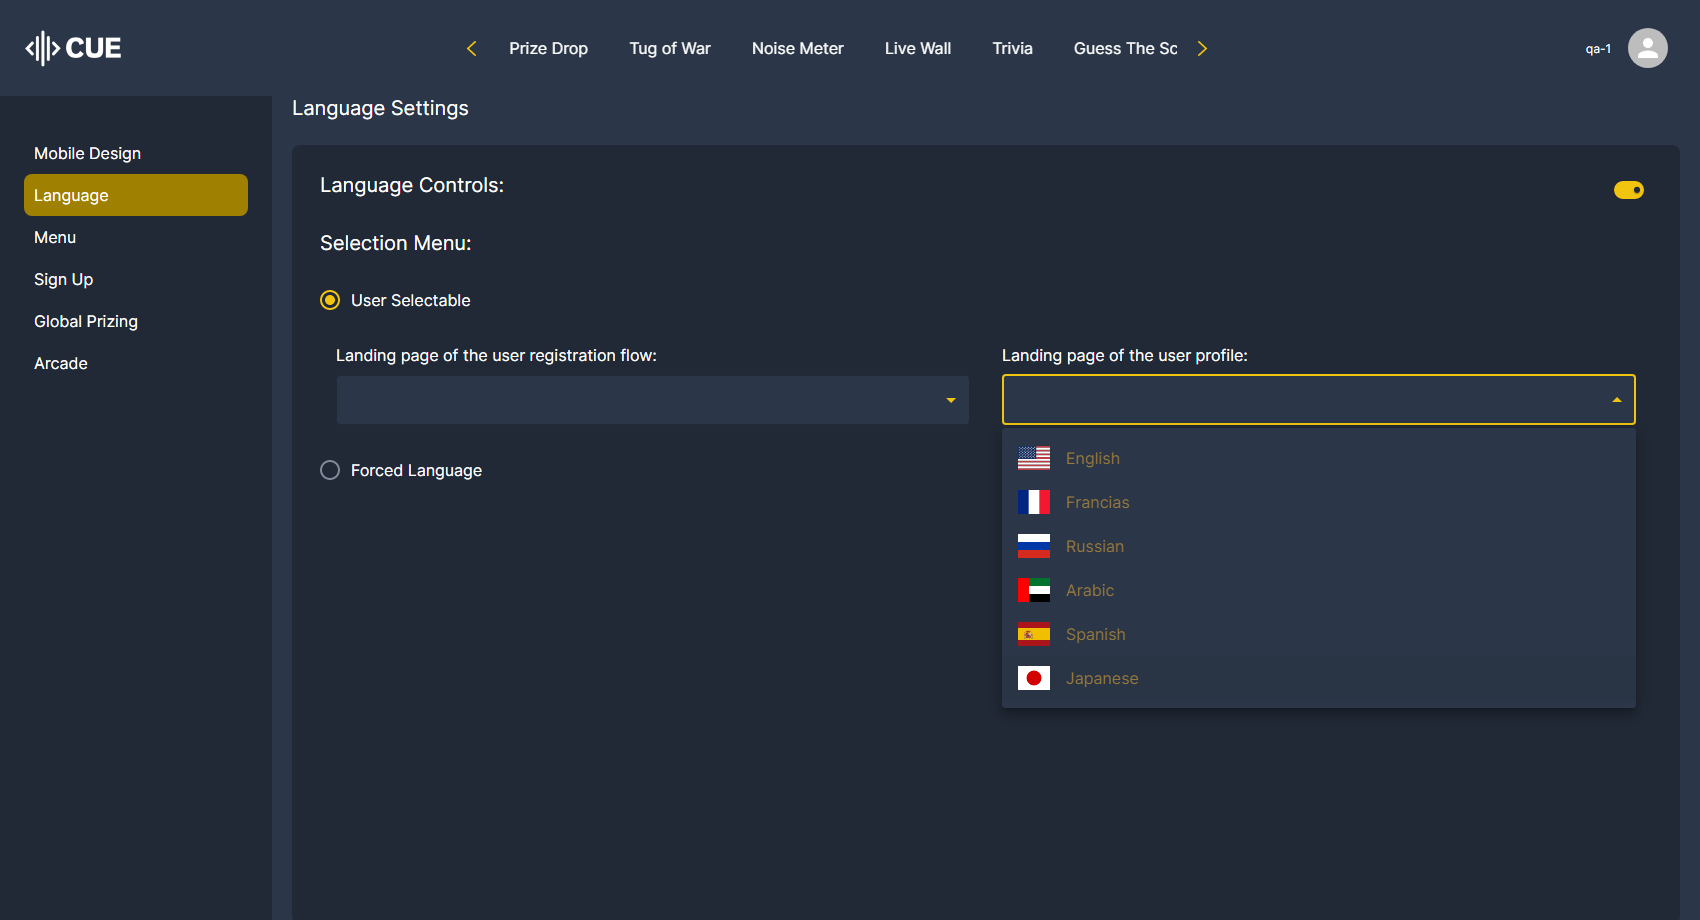 CUE
Prize Drop
Tug of War
Noise Meter
Live Wall
Trivia
Guess The Sc
qa-1
Mobile Design
Language
Menu
Sign Up
Global Prizing
Arcade
Language Settings
Language Controls:
Selection Menu:
User Selectable
Landing page of the user registration flow:
Landing page of the user profile:
English
Francias
Russian
Arabic
Spanish
Japanese
Forced Language